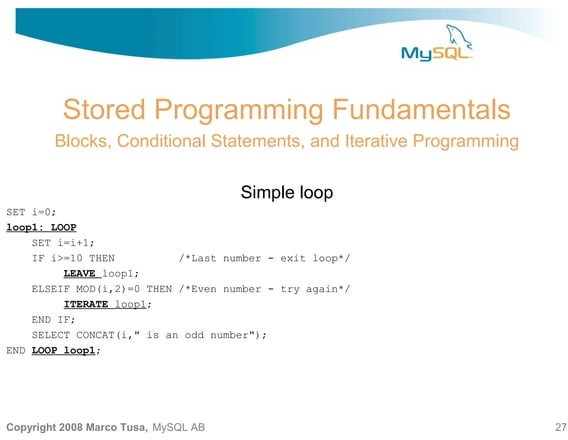 MySQL
Stored Programming Fundamentals
Blocks, Conditional Statements, and Iterative Programming
Simple loop
SET i=0;
loop1: LOOP
SET i=i+1;
IF i>=10 THEN /*Last number - exit loop*/
LEAVE loop1;
ELSEIF MOD(i,2)=0 THEN /*Even number - try again*/
ITERATE loop1;
END IF;
SELECT CONCAT(i," is an odd number");
END LOOP loop1;
Copyright 2008 Marco Tusa, MySQL AB 27